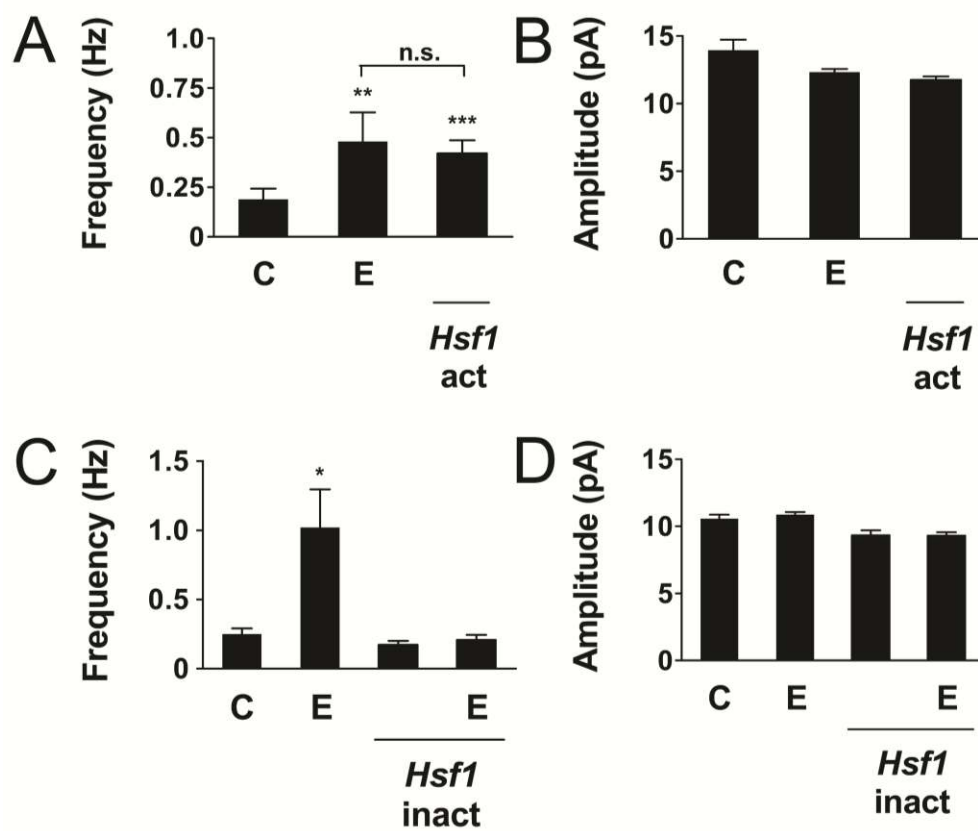 A
Frequency (Hz)
1.0
0.75
0.5
0.25
0
n.s.
**
***
C
E
Hsf1
act
B
Amplitude (pA)
15
10
5
0
C
E
Hsf1
act
C
Frequency (Hz)
1.5
1.0
0.5
0
*
C
E
E
Hsf1
inact
D
Amplitude (pA)
15
10
5
0
C
E
E
Hsf1
inact